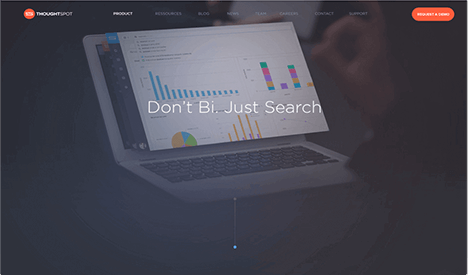 THOUGHTSPOT
PRODUCT
RESOURCES
BLOG
NEWS
TEAM
CAREERS
CONTACT
SUPPORT
REQUEST A DEMO
Don't Bi. Just Search